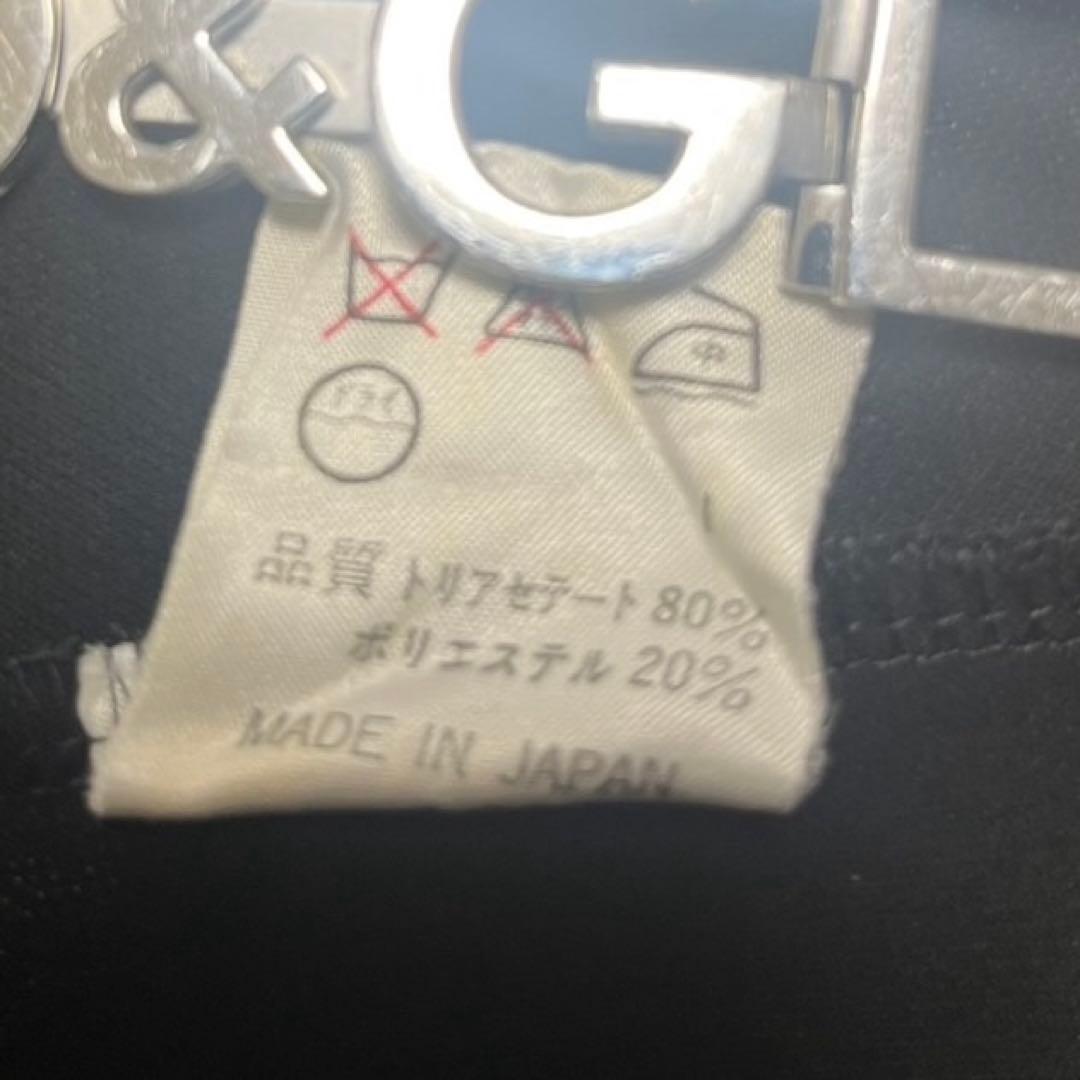 &G
中
ドライ
品質 トリアセテート 80%
ポリエステル 20%
MADE IN JAPAN